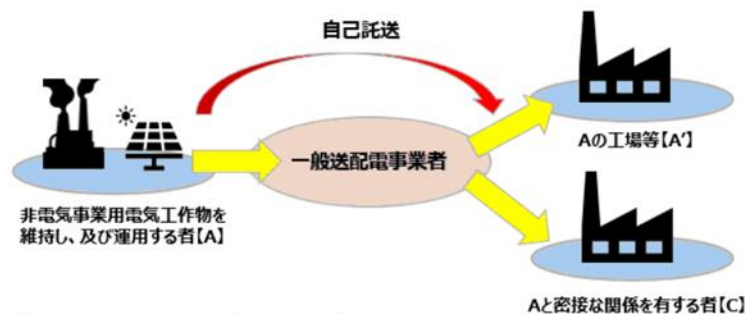 自己託送
一般送配電事業者
Aの工場等【A′】
非電気事業用電気工作物を
維持し、及び運用する者【A】
Aと密接な関係を有する者【C】